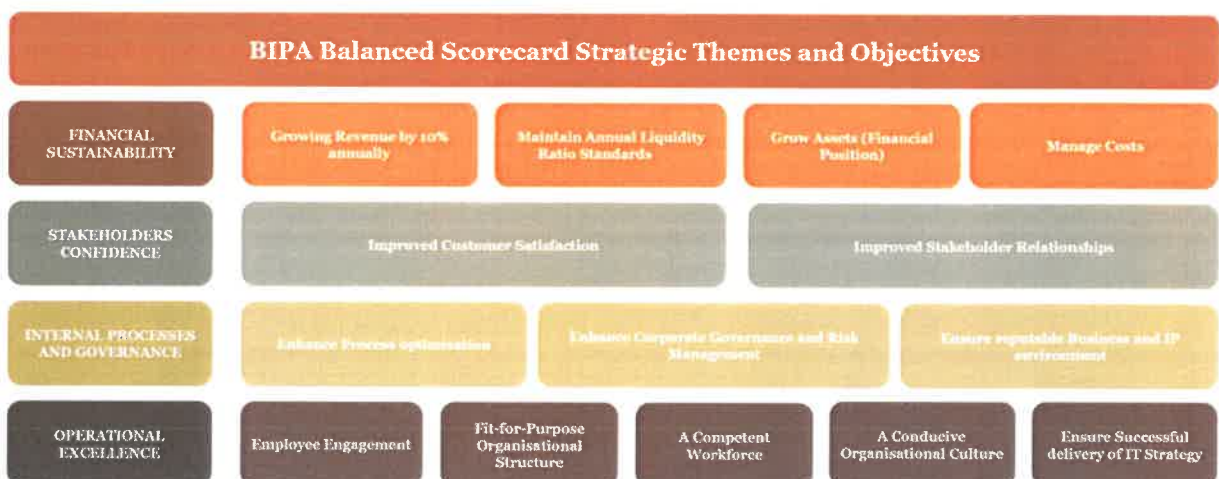 BIPA Balanced Scorecard Strategic Themes and Objectives
FINANCIAL
SUSTAINABILITY
Growing Revenue by 10%
annually
Maintain Annual Liquidity
Ratio Standards
Grow Assets (Financial
Position)
Manage Costs
STAKEHOLDERS
CONFIDENCE
Improved Customer Satisfaction
Improved Stakeholder Relationships
INTERNAL PROCESSES
AND GOVERNANCE
Enhance Process optimisation
Enhance Corporate Governance and Risk
Management
Ensure reputable Business and IP
environment
OPERATIONAL
EXCELLENCE
Employee Engagement
Fit-for-Purpose
Organisational
Structure
A Competent
Workforce
A Conducive
Organisational Culture
Ensure Successful
delivery of IT Strategy